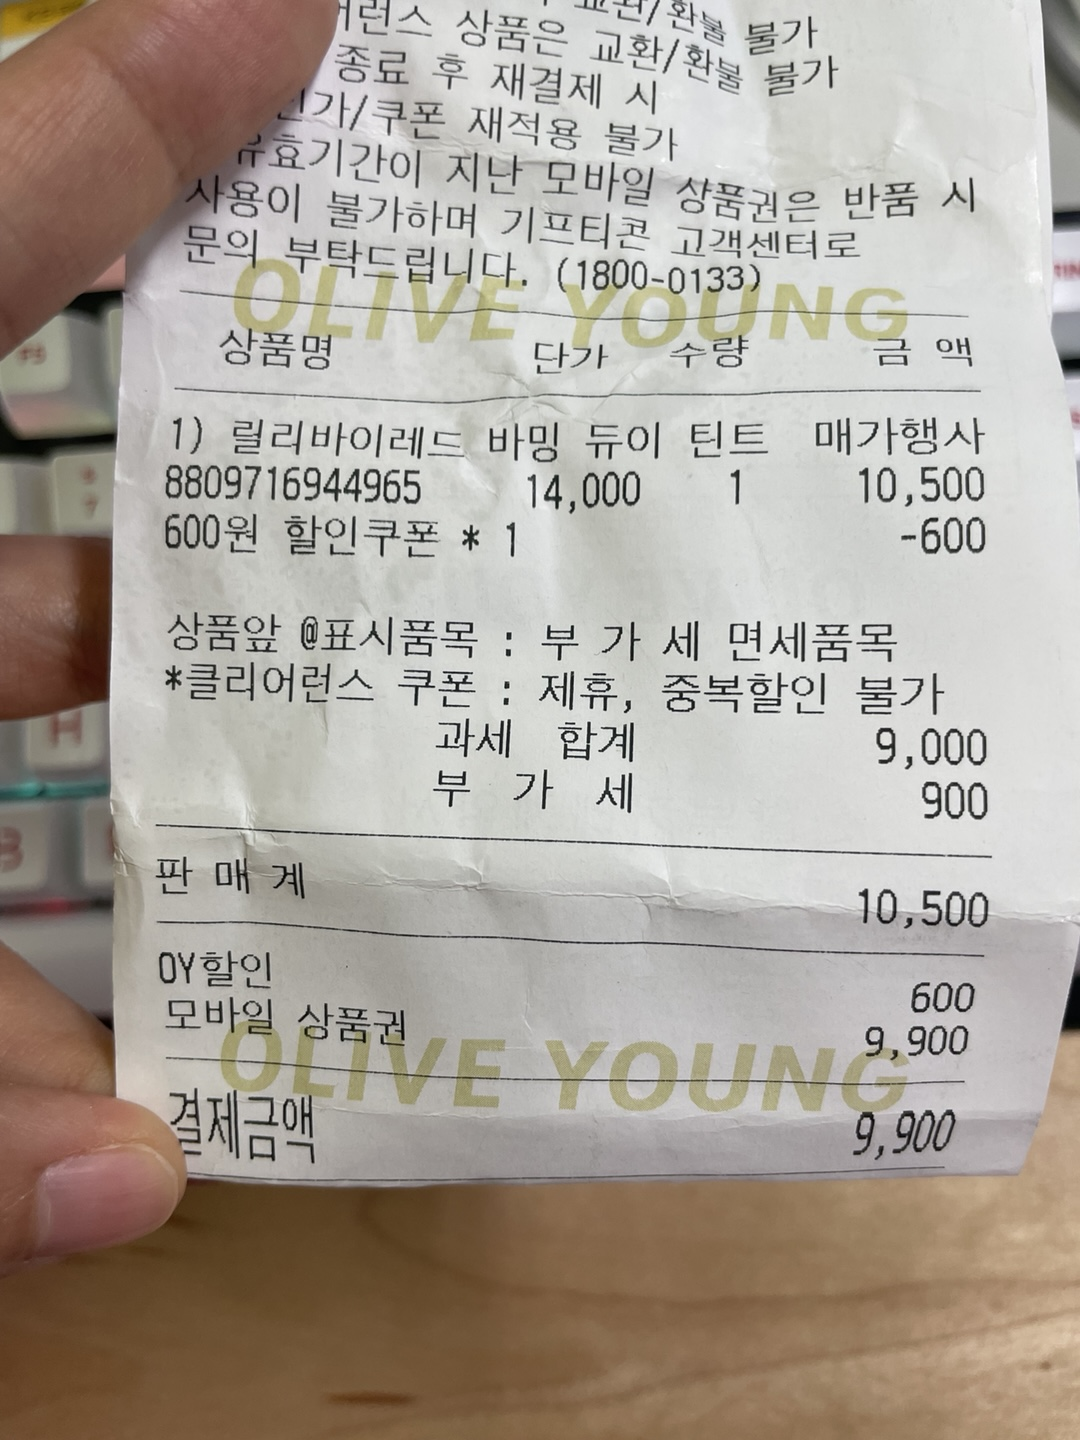 교환/환불 불가
상품은 교환/환불 불가
종료 후 재결제 시
쿠폰 재적용 불가
유효기간이 지난 모바일 상품권은 반품 시
사용이 불가하며 기프티콘 고객센터로
문의 부탁드립니다. (1800-0133)
OLIVE YOUNG
상품명 단가 수량 금 액
1) 릴리바이레드 바밍 듀이 틴트 매가행사
8809716944965 14,000 1 10,500
600원 할인쿠폰 * 1 -600
상품앞 @표시품목 : 부 가 세 면세품목
*클리어런스 쿠폰 : 제휴, 중복할인 불가
과세 합계 9,000
부 가 세 900
판 매 계 10,500
OY할인 600
모바일 상품권 9,900
OLIVE YOUNG
결제금액 9,900